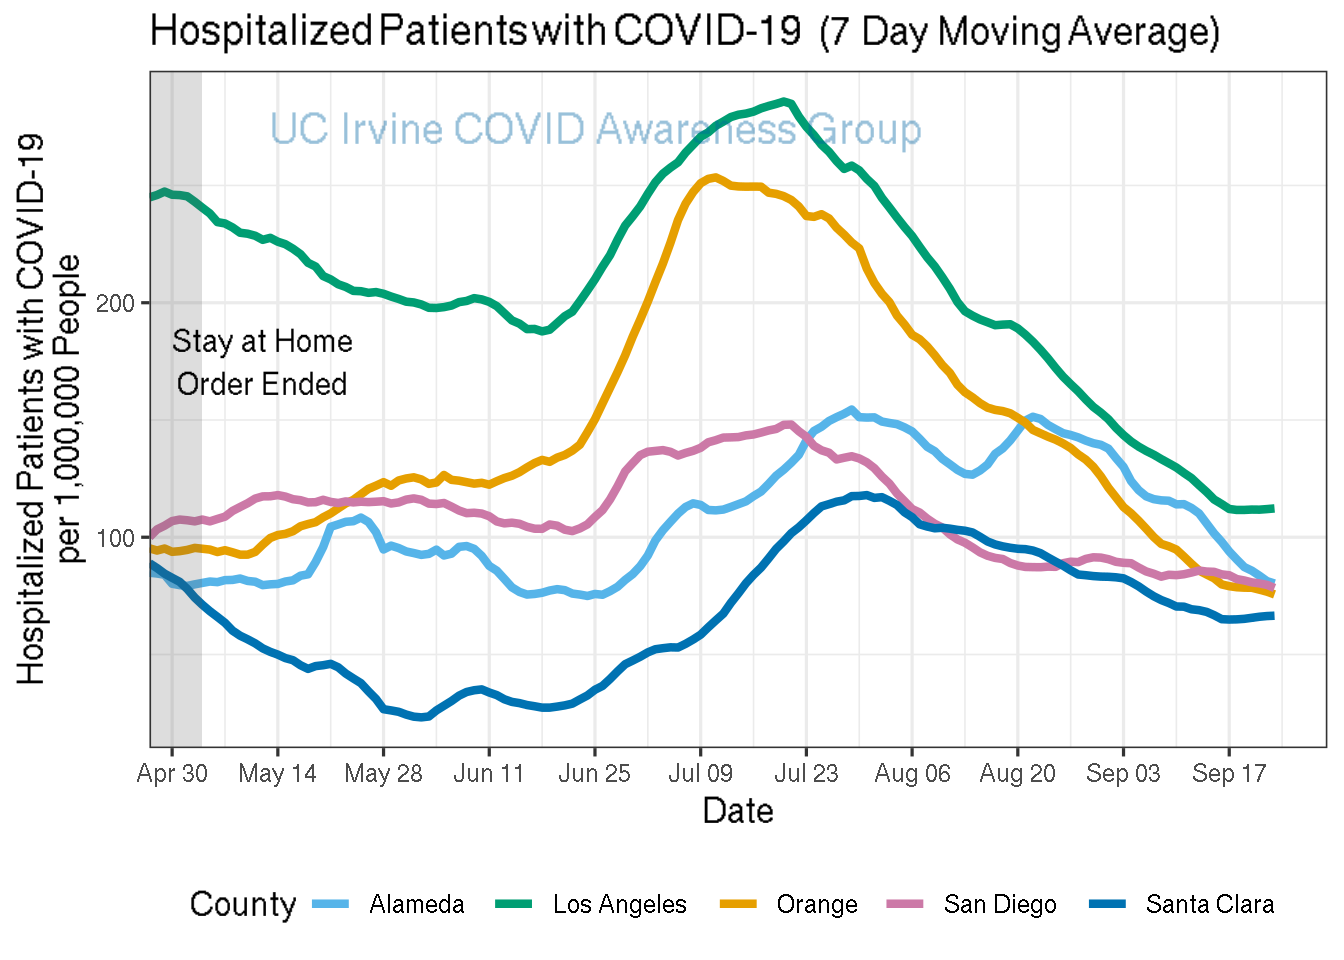 Hospitalized Patients with COVID-19 (7 Day Moving Average)
UC Irvine COVID Awareness Group
Hospitalized Patients with COVID-19
per 1,000,000 People
200
100
Stay at Home
Order Ended
Apr 30 May 14 May 28 Jun 11 Jun 25 Jul 09 Jul 23 Aug 06 Aug 20 Sep 03 Sep 17
Date
County Alameda Los Angeles Orange San Diego Santa Clara